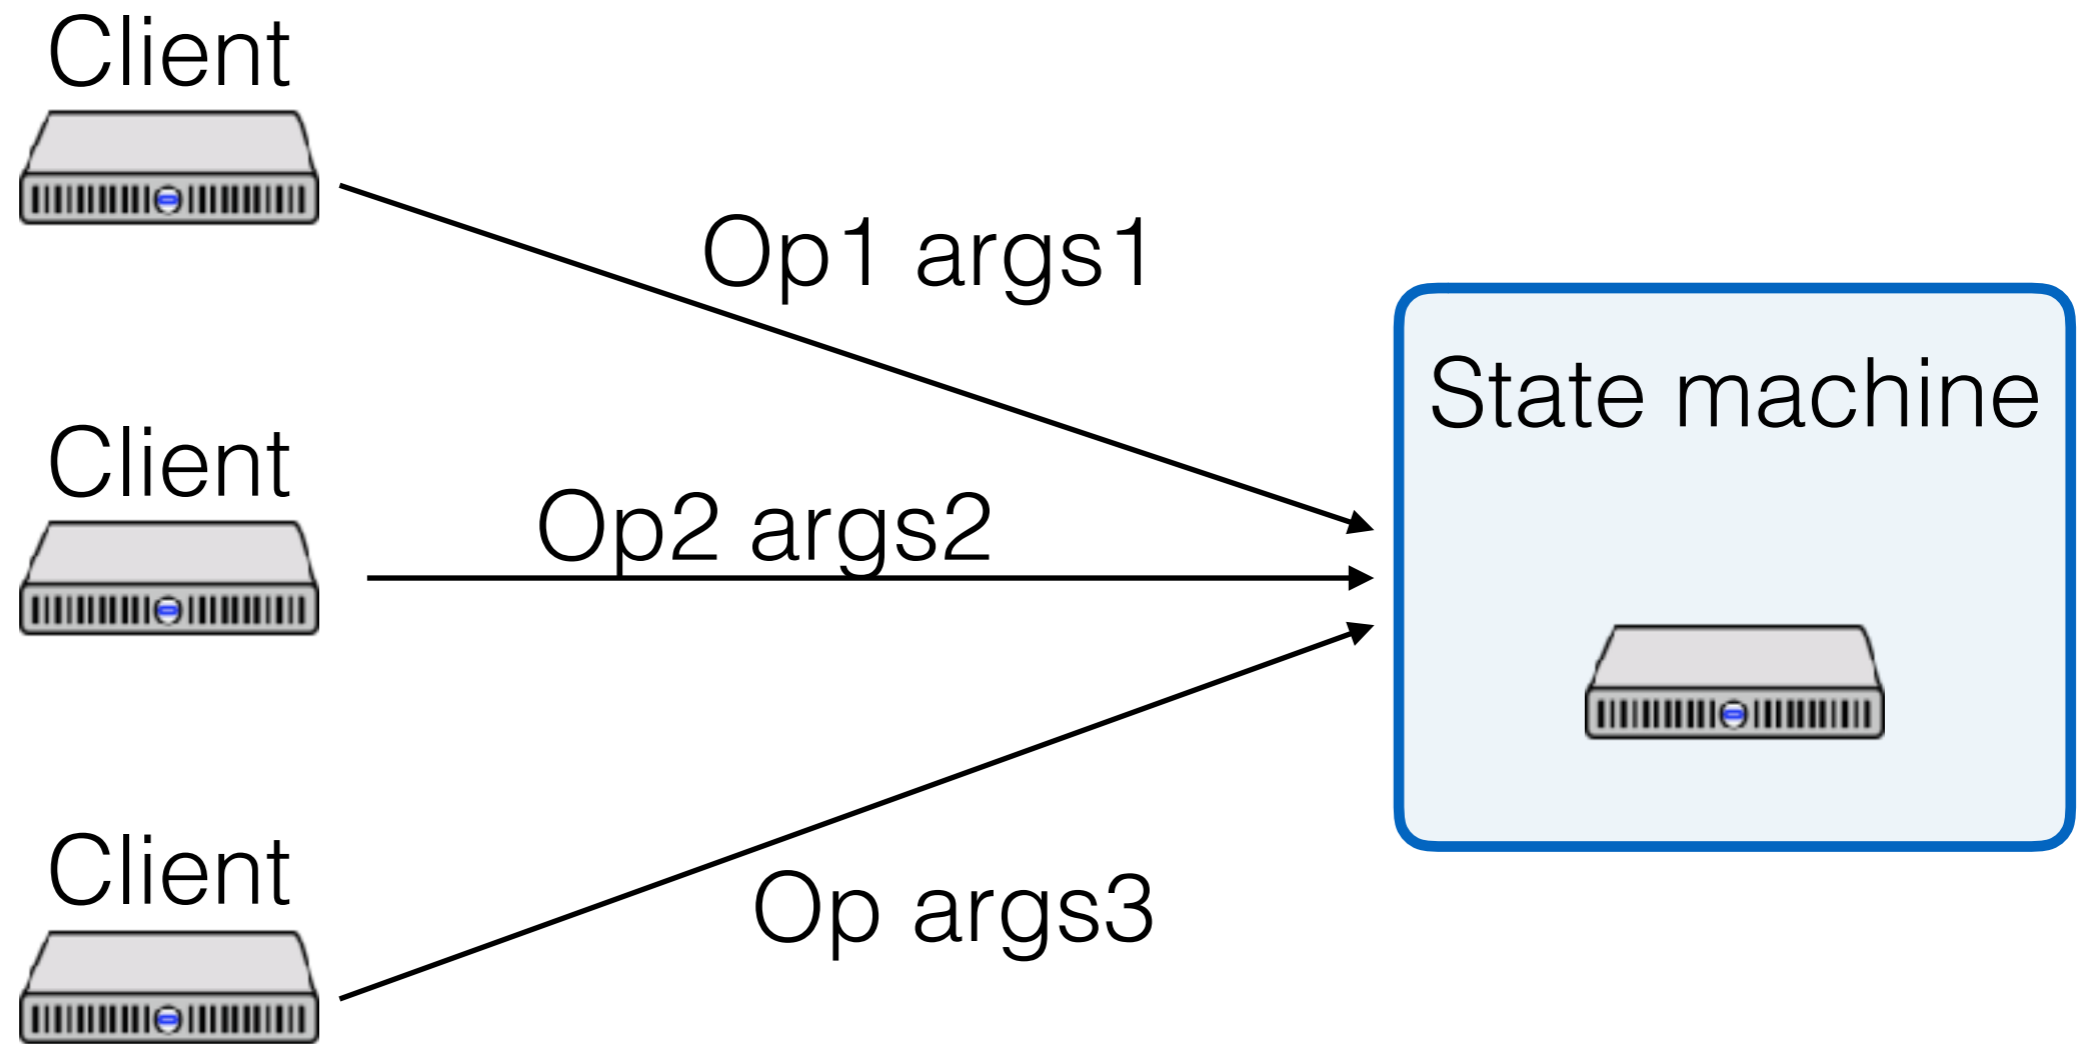 Client
Op1 args1
State machine
Client
Op2 args2
Client
Op args3